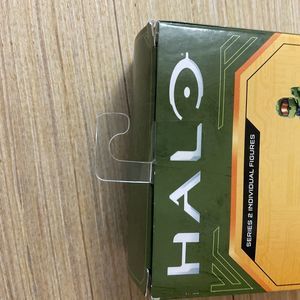 HALO
SERIES 2 INDIVIDUAL FIGURES